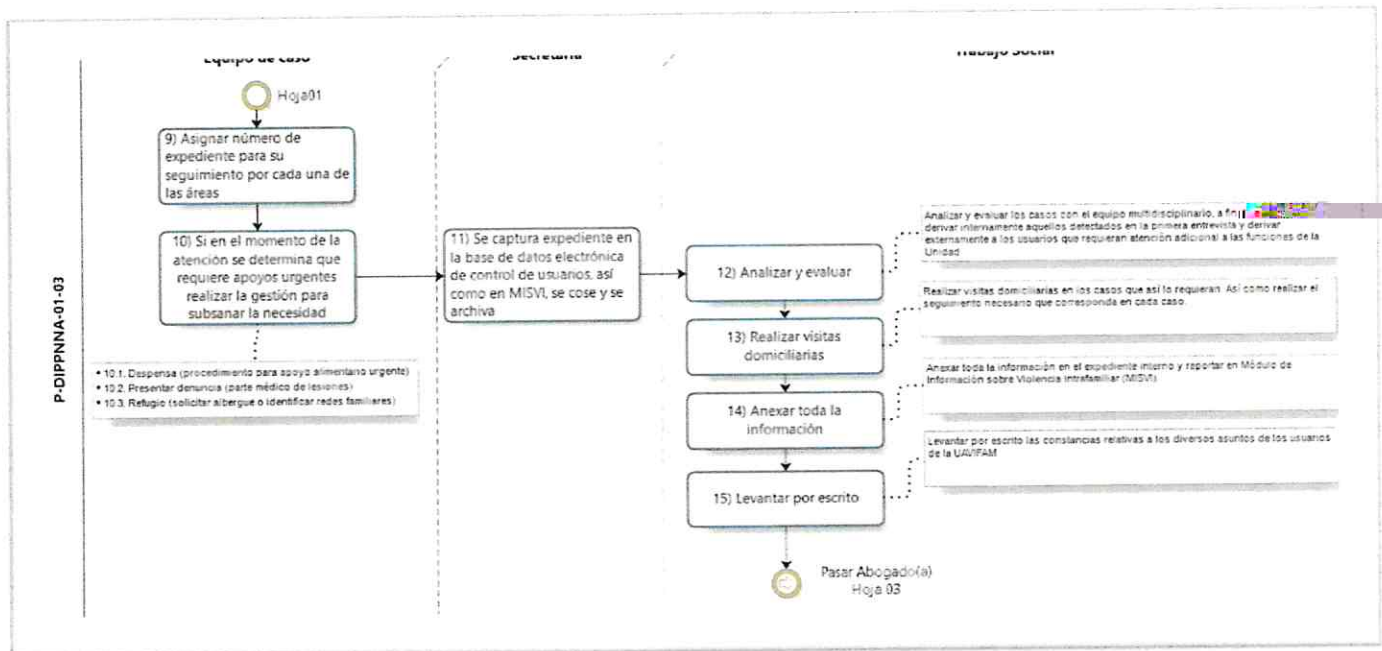 Equipo de caso
Secretaria
Trabajo Social
P-DIPPNNA-01-03
Hoja01
9) Asignar número de
expediente para su
seguimiento por cada una de
las áreas
10) Si en el momento de la
atención se determina que
requiere apoyos urgentes
realizar la gestión para
subsanar la necesidad
• 10.1. Despensa (procedimiento para apoyo alimentario urgente)
• 10.2. Presentar denuncia (parte médico de lesiones)
• 10.3. Refugio (solicitar albergue o identificar redes familiares)
11) Se captura expediente en
la base de datos electrónica
de control de usuarios, así
como en MISVI, se cose y se
archiva
12) Analizar y evaluar
Analizar y evaluar los casos con el equipo multidisciplinario, a fin
derivar internamente aquellos detectados en la primera entrevista y derivar
externamente a los usuarios que requieran atención adicional a las funciones de la
Unidad
13) Realizar visitas
domiciliarias
Realizar visitas domiciliarias en los casos que así lo requieran. Así como realizar el
seguimiento necesario que corresponda en cada caso.
14) Anexar toda la
información
Anexar toda la información en el expediente interno y reportar en Módulo de
Información sobre Violencia Intrafamiliar (MISVI)
15) Levantar por escrito
Levantar por escrito las constancias relativas a los diversos asuntos de los usuarios
de la UAVIFAM
Pasar Abogado(a)
Hoja 03